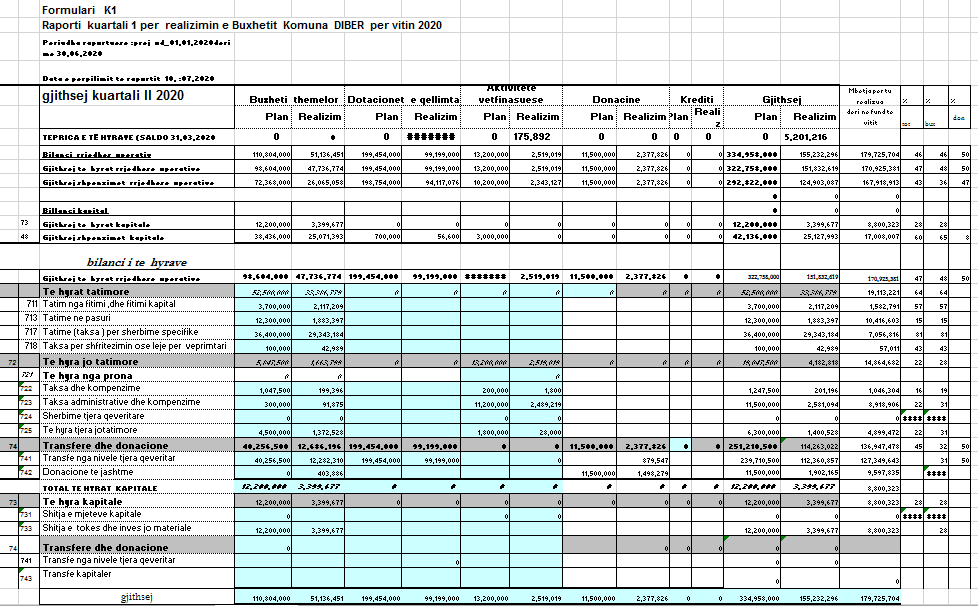 Formulari K1
Raporti kuartali 1 per realizimin e Buxhetit Komuna DIBER per vitin 2020
Periudha raportuese :prej ud_01,01,2020deri
me 30,06,2020
Data e perpilimit te raportit 10, :07,2020
gjithsej kuartali II 2020 Buxheti themelor Dotacionet e qellimta Aktivitete vetfinasuese Donacine Krediti Gjithsej Mbetja per tu realizua deri ne fund te vitit % % %
Plan Realizim Plan Realizim Plan Realizim Plan Realizim Plan Realiz Plan Realizim tot bux don
TEPRICA E TË HYRAVE (SALDO 31,03,2020 0 0 0 ####### 0 175,892 0 0 0 0 0 5,201,216
Bilanci rrjedhes operativ 110,804,000 51,136,451 199,454,000 99,199,000 13,200,000 2,519,019 11,500,000 2,377,826 0 0 334,958,000 155,232,296 179,725,704 46 46 50
Gjithsej te hyrat rrjedhese operative 98,604,000 47,736,774 199,454,000 99,199,000 13,200,000 2,519,019 11,500,000 2,377,826 0 0 322,758,000 151,832,619 170,925,381 47 48 50
Gjithsej shpenzimet rrjedhese operative 72,368,000 26,065,058 198,754,000 94,117,076 10,200,000 2,343,127 11,500,000 2,377,826 0 0 292,822,000 124,903,087 167,918,913 43 36 47
0 0 0
Billanci kapital 0 0 0
73 Gjithsej te hyrat kapitale 12,200,000 3,399,677 0 0 0 0 0 0 0 0 12,200,000 3,399,677 8,800,323 28 28
48 Gjithsej shpenzimet kapitale 38,436,000 25,071,393 700,000 56,600 3,000,000 0 0 0 0 0 42,136,000 25,127,993 17,008,007 60 65 8
bilanci i te hyrave
Gjithsej te hyrat rrjedhese operative 98,604,000 47,736,774 199,454,000 99,199,000 ####### 2,519,019 11,500,000 2,377,826 0 0 322,758,000 151,832,619 170,925,381 47 48 50
Te hyrat tatimore 52,500,000 33,386,779 0 0 0 0 0 0 0 0 52,500,000 33,386,779 19,113,221 64 64
711 Tatim nga fitimi ,dhe fitimi kapital 3,700,000 2,117,209 3,700,000 2,117,209 1,582,791 57 57
713 Tatime ne pasuri 12,300,000 1,883,397 12,300,000 1,883,397 10,416,603 15 15
717 Tatime (taksa ) per sherbime specifike 36,400,000 29,343,184 36,400,000 29,343,184 7,056,816 81 81
718 Taksa per shfritezimin ose leje per veprimtari 100,000 42,989 100,000 42,989 57,011 43 43
72 Te hyra jo tatimore 5,847,500 1,663,798 0 0 13,200,000 2,519,019 0 0 0 0 19,047,500 4,182,818 14,864,682 22 28
721 Te hyra nga prona 0 0 0 0 0 0
722 Taksa dhe kompenzime 1,047,500 199,396 200,000 1,800 1,247,500 201,196 1,046,304 16 19
723 Taksa administrative dhe kompenzime 300,000 91,875 11,200,000 2,489,219 11,500,000 2,581,094 8,918,906 22 31
724 Sherbime tjera qeveritare 0 0 0 0 0 0 0 #### ####
725 Te hyra tjera jotatimore 4,500,000 1,372,528 1,800,000 28,000 6,300,000 1,400,528 4,899,472 22 31
74 Transfere dhe donacione 40,256,500 12,686,196 199,454,000 99,199,000 0 0 11,500,000 2,377,826 0 0 251,210,500 114,263,022 136,947,478 45 32 50
741 Transfe nga nivele tjera qeveritar 40,256,500 12,282,310 199,454,000 99,199,000 0 879,547 239,710,500 112,360,857 127,349,643 31 50
742 Donacione te jashtme 0 403,886 11,500,000 1,498,279 11,500,000 1,902,165 9,597,835 ####
TOTAL TE HYRAT KAPITALE 12,200,000 3,399,677 0 0 0 0 0 0 0 0 12,200,000 3,399,677 8,800,323
73 Te hyra kapitale 12,200,000 3,399,677 0 0 0 0 0 0 0 0 12,200,000 3,399,677 8,800,323 28 28
731 Shitja e mjeteve kapitale 0 0 0 0 0 #### ####
733 Shitja e tokes dhe inves jo materiale 12,200,000 3,399,677 12,200,000 3,399,677 8,800,323 28
74 Transfere dhe donacione 0 0 0 0 0 0
741 Transfe nga nivele tjera qeveritar 0 0 0
743 Transfe kapitaler 0 0
gjithsej 110,804,000 51,136,451 199,454,000 99,199,000 13,200,000 2,519,019 11,500,000 2,377,826 0 0 334,958,000 155,232,296 179,725,704